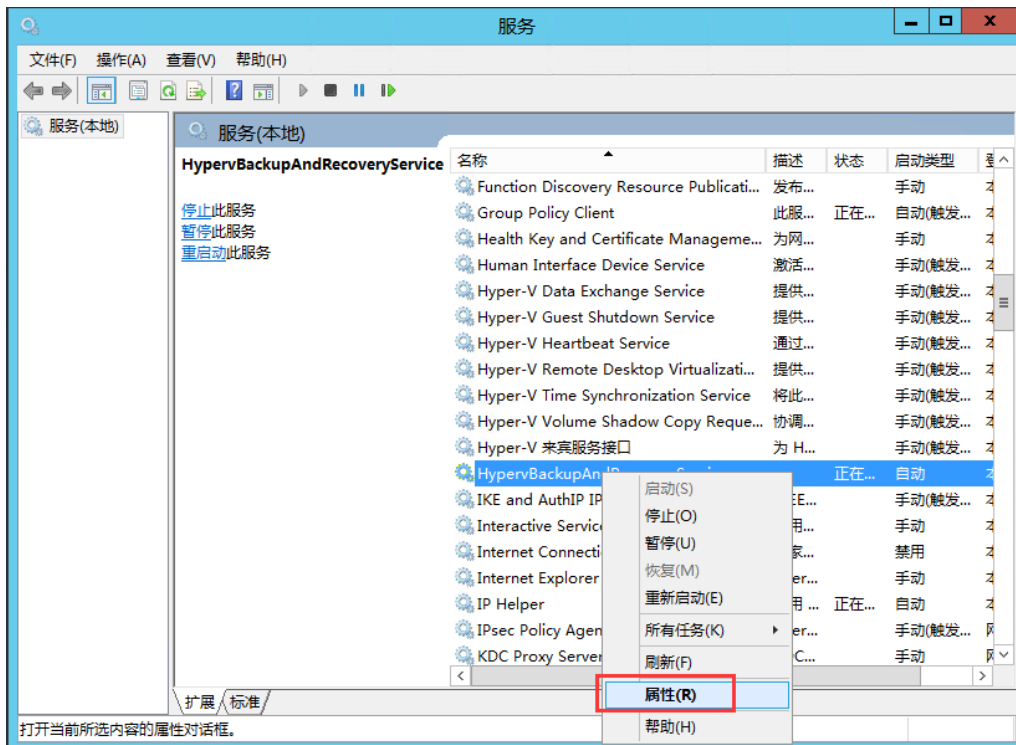 服务
文件(F) 操作(A) 查看(V) 帮助(H)
服务(本地)
服务(本地)
HypervBackupAndRecoveryService
停止此服务
暂停此服务
重启动此服务
名称 描述 状态 启动类型
Function Discovery Resource Publicati... 发布... 手动
Group Policy Client 此服... 正在... 自动(触发...
Health Key and Certificate Manageme... 为网... 手动
Human Interface Device Service 激活... 手动(触发...
Hyper-V Data Exchange Service 提供... 手动(触发...
Hyper-V Guest Shutdown Service 提供... 手动(触发...
Hyper-V Heartbeat Service 通过... 手动(触发...
Hyper-V Remote Desktop Virtualizati... 提供... 手动(触发...
Hyper-V Time Synchronization Service 将此... 手动(触发...
Hyper-V Volume Shadow Copy Reque... 协调... 手动(触发...
Hyper-V 来宾服务接口 为 H... 手动(触发...
HypervBackupAn 正在... 自动
IKE and AuthIP IP EE... 手动(触发...
Interactive Servic 用... 手动
Internet Connecti 家... 禁用
Internet Explorer er... 手动
IP Helper 用 ... 正在... 自动
IPsec Policy Agen er... 手动(触发...
KDC Proxy Server C... 手动
启动(S)
停止(O)
暂停(U)
恢复(M)
重新启动(E)
所有任务(K)
刷新(F)
属性(R)
帮助(H)
扩展 标准
打开当前所选内容的属性对话框。